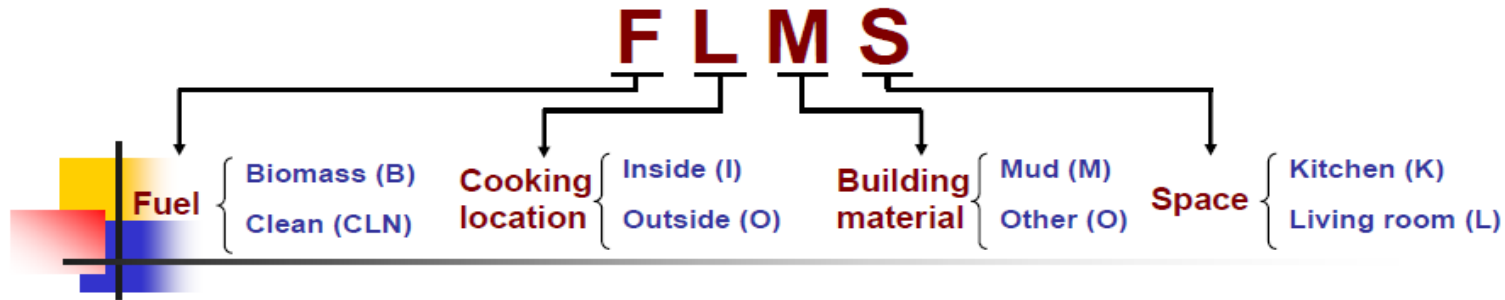 F L M S
Fuel
Biomass (B)
Clean (CLN)
Cooking
location
Inside (I)
Outside (O)
Building
material
Mud (M)
Other (O)
Space
Kitchen (K)
Living room (L)